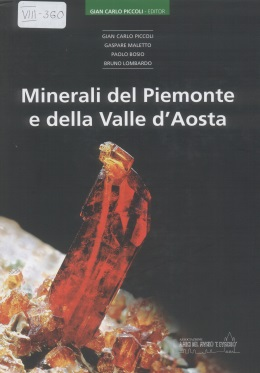 VIII-360
GIAN CARLO PICCOLI - EDITOR
GIAN CARLO PICCOLI
GASPARE MALETTO
PAOLO BOSIO
BRUNO LOMBARDO
Minerali del Piemonte
e della Valle d'Aosta